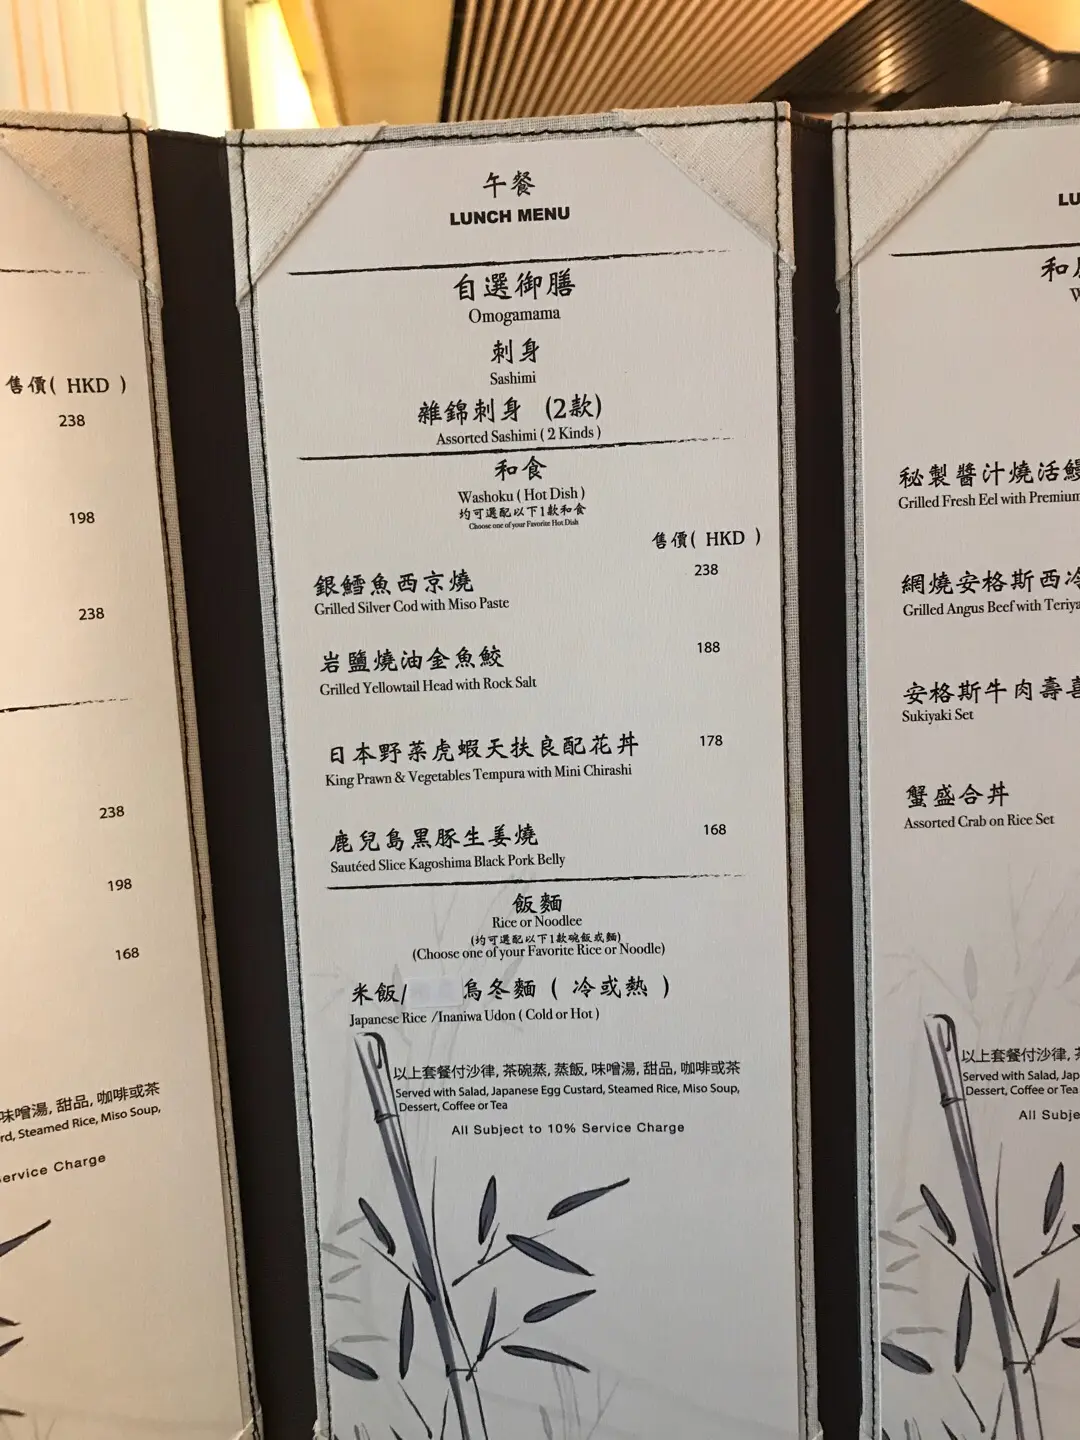 售價( HKD )
238
198
238
238
198
168
味噌湯, 甜品, 咖啡或茶
rd, Steamed Rice, Miso Soup,
ervice Charge
午餐
LUNCH MENU
自選御膳
Omogamama
刺身
Sashimi
雜錦刺身 (2款)
Assorted Sashimi ( 2 Kinds )
和食
Washoku ( Hot Dish )
均可選配以下1款和食
Choose one of your Favorite Hot Dish
售價( HKD )
銀鱈魚西京燒 238
Grilled Silver Cod with Miso Paste
岩鹽燒油金魚鮫 188
Grilled Yellowtail Head with Rock Salt
日本野菜虎蝦天扶良配花丼 178
King Prawn & Vegetables Tempura with Mini Chirashi
鹿兒島黑豚生姜燒 168
Sautéed Slice Kagoshima Black Pork Belly
飯麵
Rice or Noodlee
(均可選配以下1款碗飯或麵)
(Choose one of your Favorite Rice or Noodle)
米飯/ 烏冬麵 ( 冷或熱 )
Japanese Rice /Inaniwa Udon ( Cold or Hot )
以上套餐付沙律, 茶碗蒸, 蒸飯, 味噌湯, 甜品, 咖啡或茶
Served with Salad, Japanese Egg Custard, Steamed Rice, Miso Soup,
Dessert, Coffee or Tea
All Subject to 10% Service Charge
LU
和
W
秘製醬汁燒活鰻
Grilled Fresh Eel with Premium
網燒安格斯西冷
Grilled Angus Beef with Teriya
安格斯牛肉壽喜
Sukiyaki Set
蟹盛合丼
Assorted Crab on Rice Set
以上套餐付沙律,
Served with Salad, Jap
Dessert, Coffee or Tea
All Subje